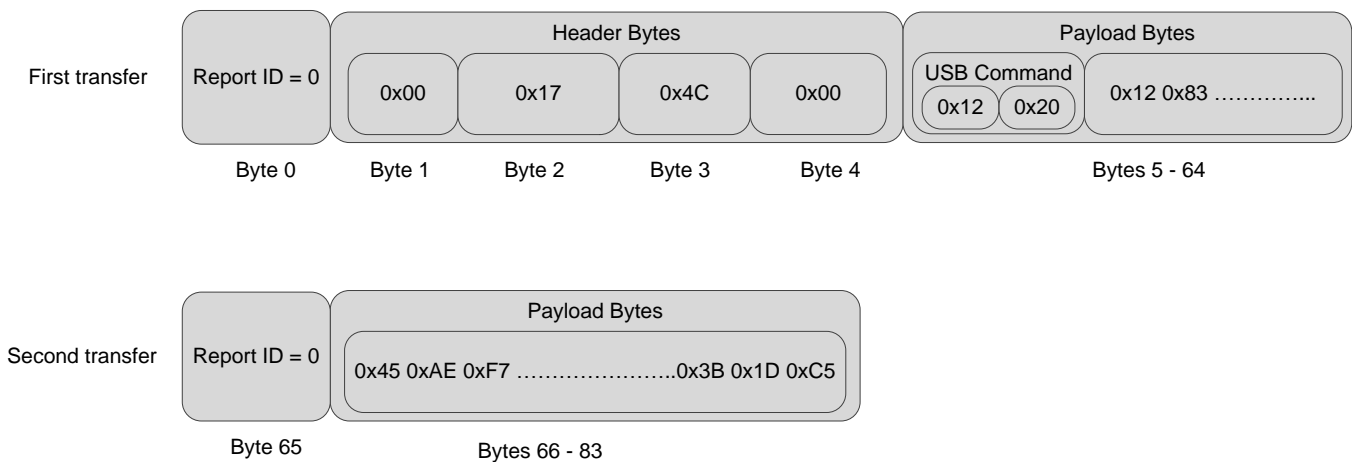 Header Bytes
Payload Bytes
First transfer
Report ID = 0
0x00
0x17
0x4C
0x00
USB Command
0x12
0x20
0x12 0x83 …………...
Byte 0
Byte 1
Byte 2
Byte 3
Byte 4
Bytes 5 - 64
Payload Bytes
Second transfer
Report ID = 0
0x45 0xAE 0xF7 …………………..0x3B 0x1D 0xC5
Byte 65
Bytes 66 - 83